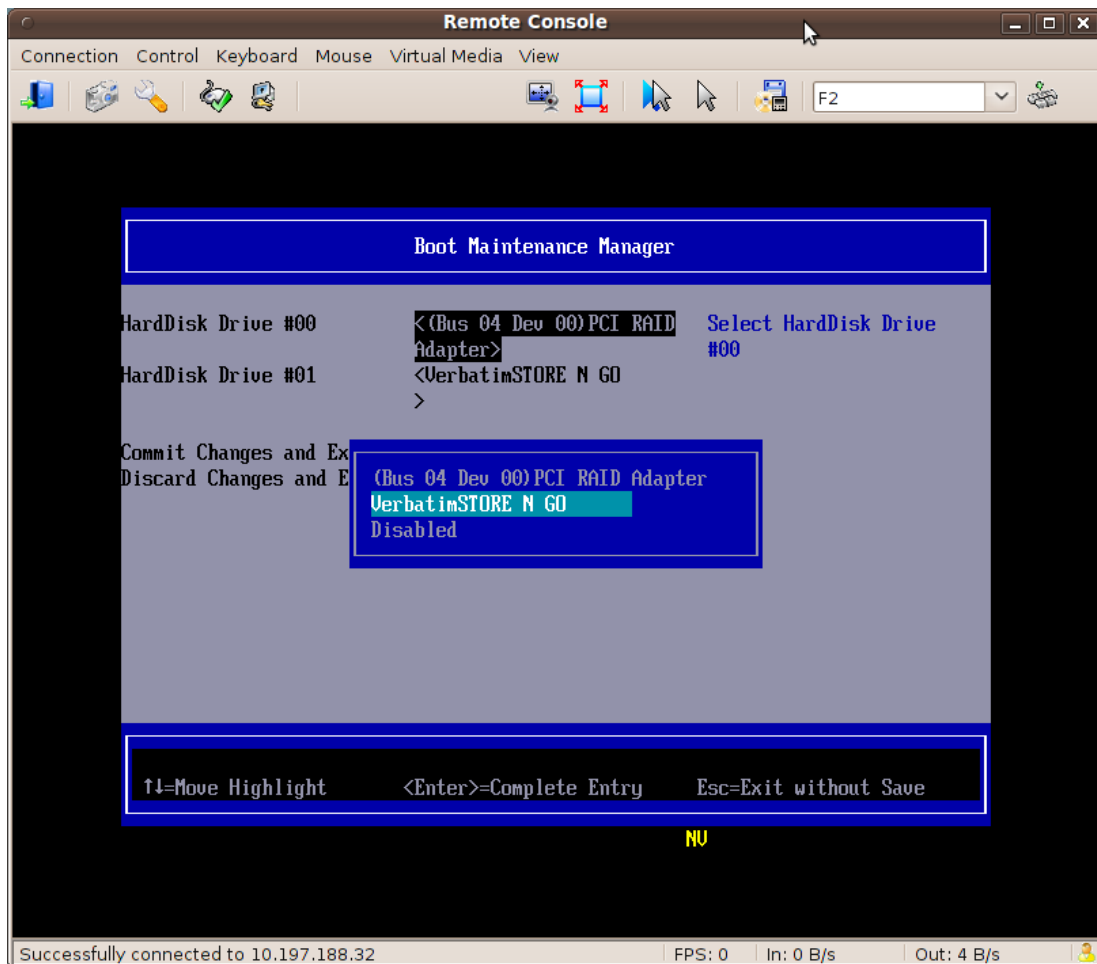 Remote Console
Connection Control Keyboard Mouse Virtual Media View
F2
Boot Maintenance Manager
HardDisk Drive #00 <(Bus 04 Dev 00)PCI RAID Select HardDisk Drive
Adapter> #00
HardDisk Drive #01 <VerbatimSTORE N GO
>
Commit Changes and Ex
Discard Changes and E
(Bus 04 Dev 00)PCI RAID Adapter
VerbatimSTORE N GO
Disabled
↑↓=Move Highlight <Enter>=Complete Entry Esc=Exit without Save
NV
Successfully connected to 10.197.188.32 FPS: 0 In: 0 B/s Out: 4 B/s